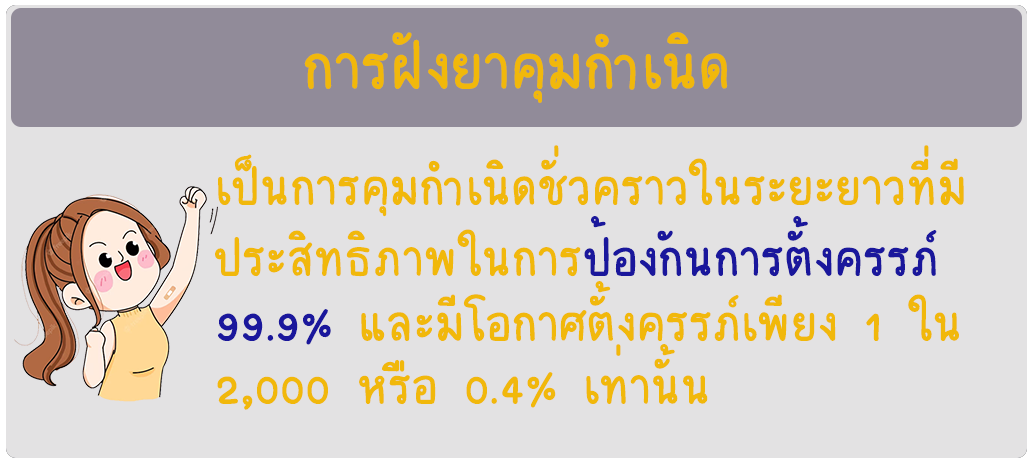 การฝังยาคุมกำเนิด
เป็นการคุมกำเนิดชั่วคราวในระยะยาวที่มี
ประสิทธิภาพในการป้องกันการตั้งครรภ์
99.9% และมีโอกาศตั้งครรภ์เพียง 1 ใน
2,000 หรือ 0.4% เท่านั้น